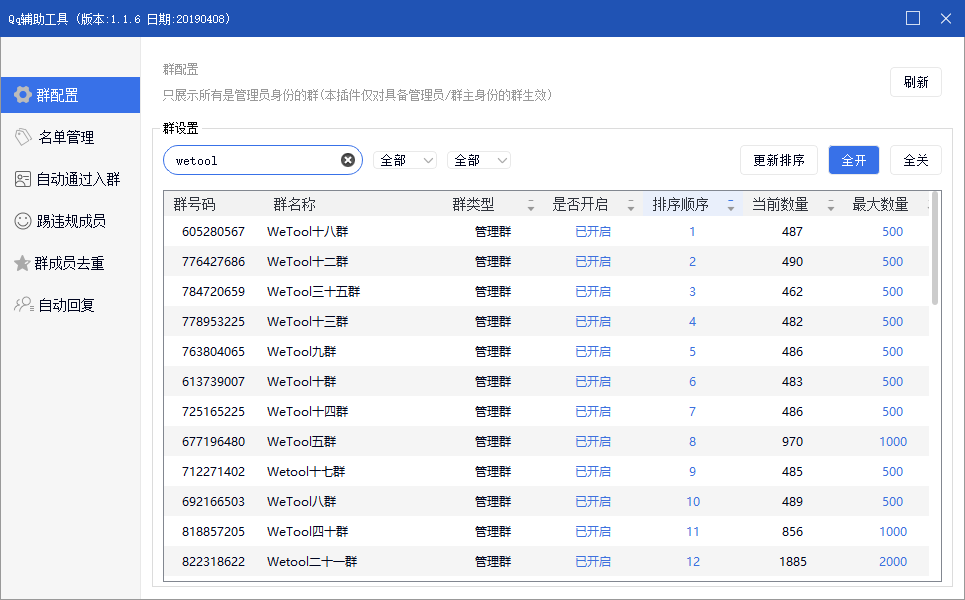 Qq辅助工具 (版本:1.1.6 日期:20190408)
群配置
名单管理
自动通过入群
踢违规成员
群成员去重
自动回复
群配置
只展示所有是管理员身份的群(本插件仅对具备管理员/群主身份的群生效)
刷新
群设置
wetool 全部 全部 更新排序 全开 全关
群号码 群名称 群类型 是否开启 排序顺序 当前数量 最大数量
605280567 WeTool十八群 管理群 已开启 1 487 500
776427686 WeTool十二群 管理群 已开启 2 490 500
784720659 WeTool三十五群 管理群 已开启 3 462 500
778953225 WeTool十三群 管理群 已开启 4 482 500
763804065 WeTool九群 管理群 已开启 5 486 500
613739007 WeTool十群 管理群 已开启 6 483 500
725165225 WeTool十四群 管理群 已开启 7 486 500
677196480 WeTool五群 管理群 已开启 8 970 1000
712271402 Wetool十七群 管理群 已开启 9 485 500
692166503 WeTool八群 管理群 已开启 10 489 500
818857205 WeTool四十群 管理群 已开启 11 856 1000
822318622 Wetool二十一群 管理群 已开启 12 1885 2000